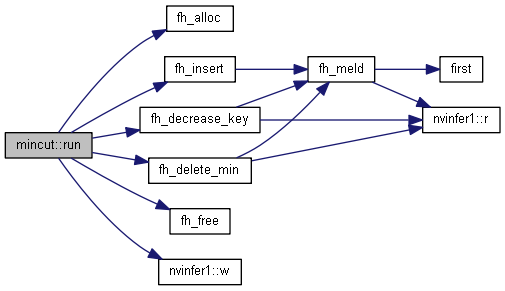 fh_alloc
fh_insert
fh_meld
first
fh_decrease_key
nvinfer1::r
mincut::run
fh_delete_min
fh_free
nvinfer1::w